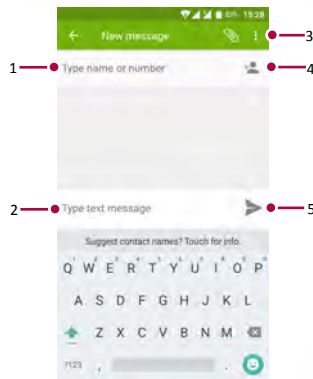 15:28
New message
3
1
Type name or number
4
2
Type text message
5
Suggest contact names? Touch for info.
Q W E R T Y U I O P
A S D F G H J K L
Z X C V B N M
?123 , .